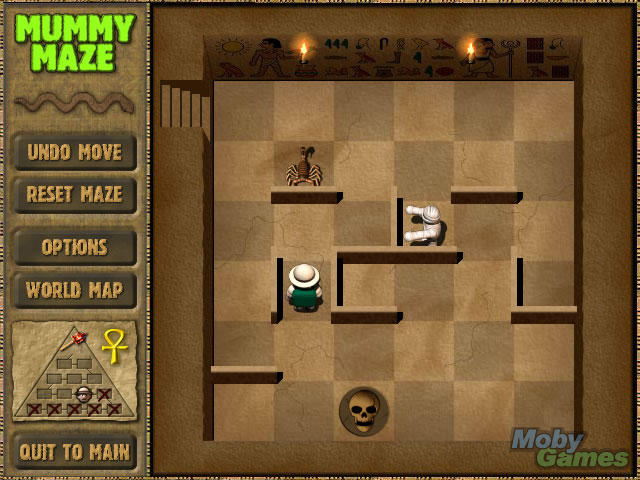 MUMMY
MAZE
UNDO MOVE
RESET MAZE
OPTIONS
WORLD MAP
QUIT TO MAIN
Moby
Games